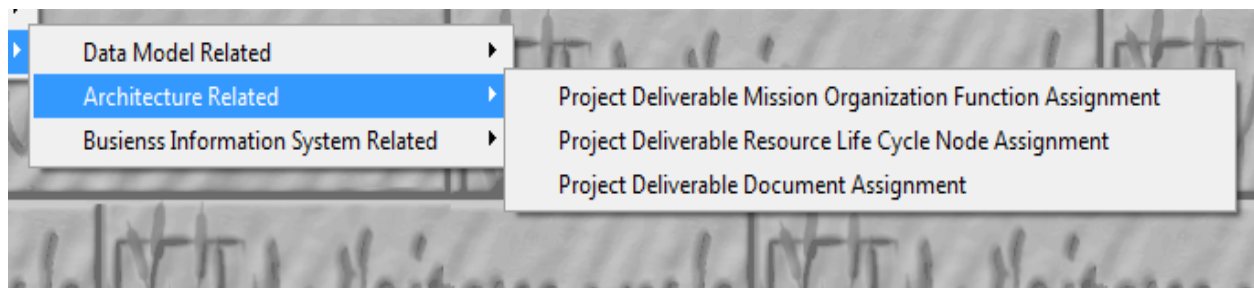 Data Model Related
Architecture Related
Busienss Information System Related
Project Deliverable Mission Organization Function Assignment
Project Deliverable Resource Life Cycle Node Assignment
Project Deliverable Document Assignment